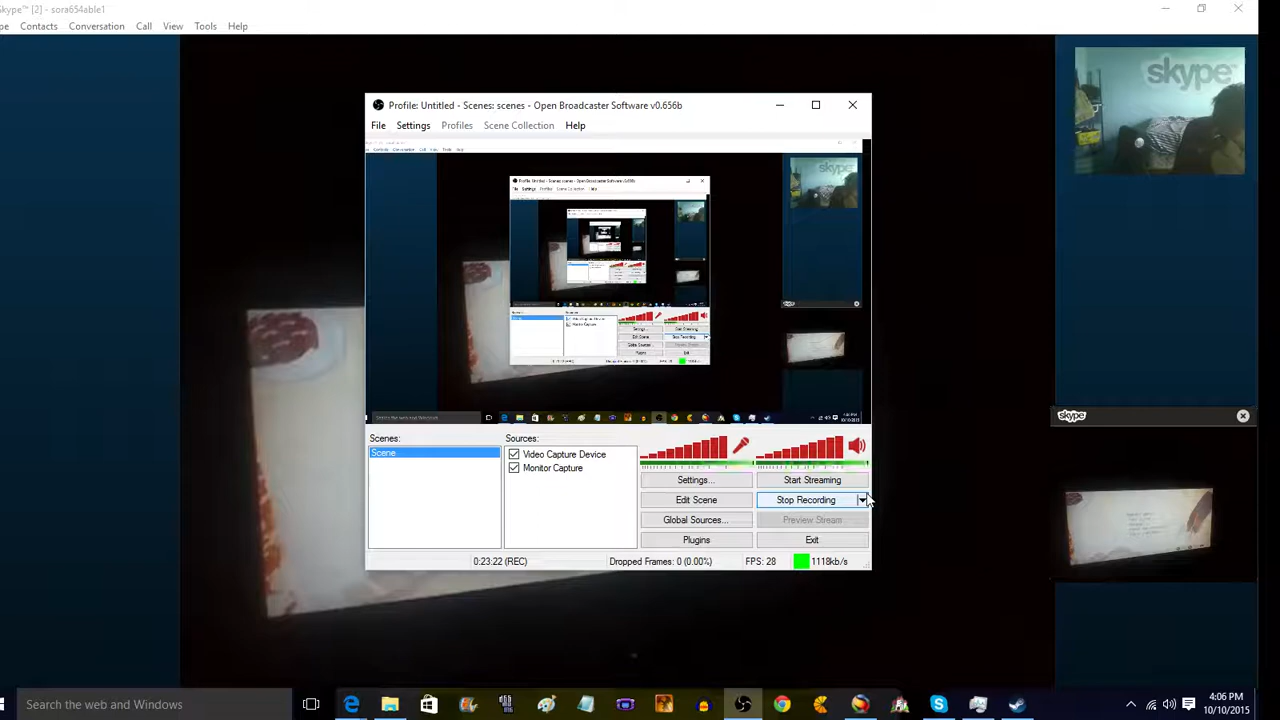 ype™ [2] - sora654able1
pe Contacts Conversation Call View Tools Help
skype™
Profile: Untitled - Scenes: scenes - Open Broadcaster Software v0.656b
File Settings Profiles Scene Collection Help
Scenes:
Sources:
Scene
Video Capture Device
Monitor Capture
Settings...
Start Streaming
Edit Scene
Stop Recording
Global Sources...
Preview Stream
Plugins
Exit
0:23:22 (REC)
Dropped Frames: 0 (0.00%)
FPS: 28
1118kb/s
skype
Search the web and Windows
4:06 PM
10/10/2015